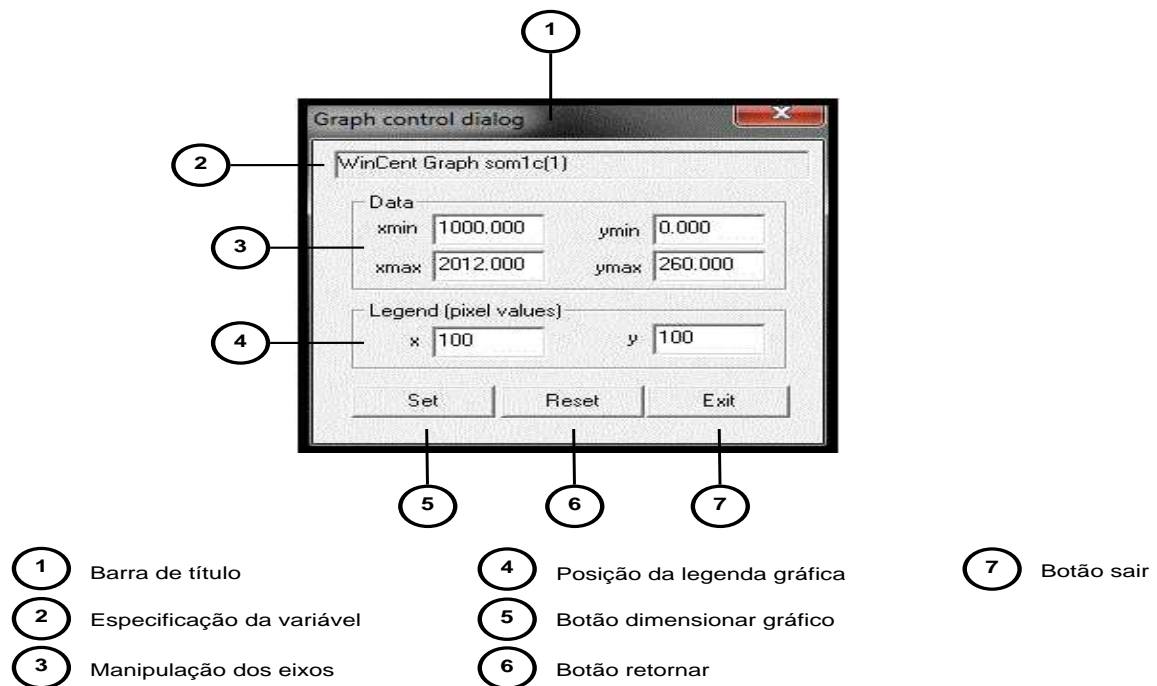 1
Graph control dialog
2
WinCent Graph som1c(1)
Data
3
xmin 1000.000 ymin 0.000
xmax 2012.000 ymax 260.000
Legend (pixel values)
4
x 100 y 100
Set Reset Exit
5 6 7
1 Barra de título 4 Posição da legenda gráfica 7 Botão sair
2 Especificação da variável 5 Botão dimensionar gráfico
3 Manipulação dos eixos 6 Botão retornar